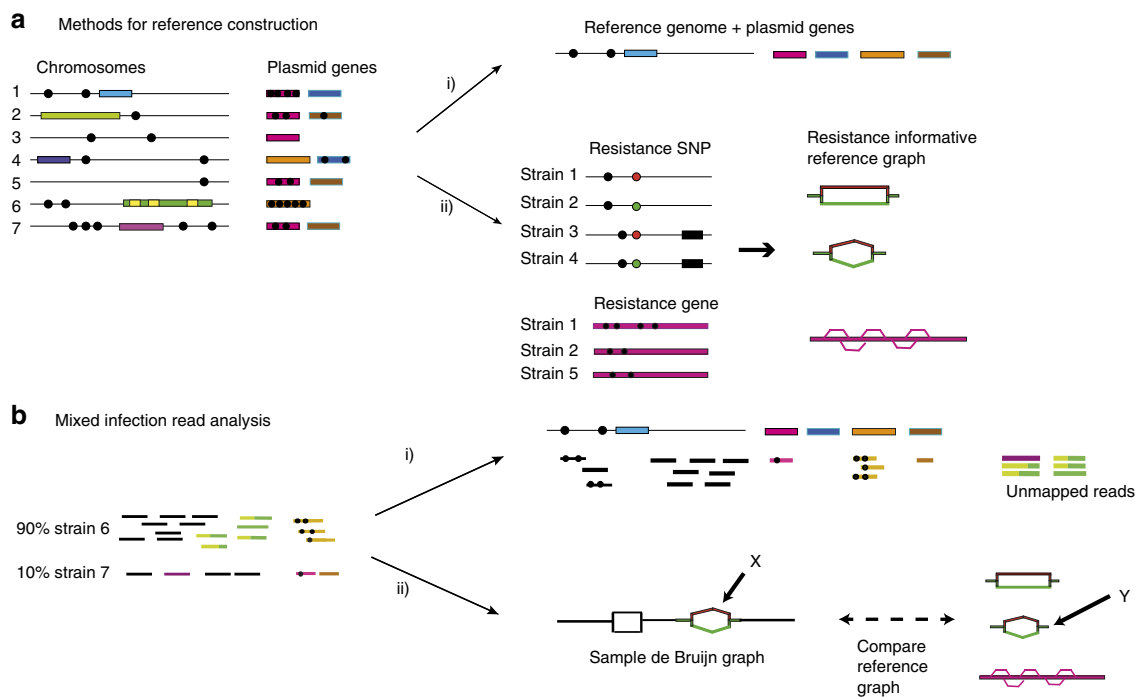 a Methods for reference construction
Chromosomes
Plasmid genes
1
2
3
4
5
6
7
i)
ii)
Reference genome + plasmid genes
Resistance SNP
Strain 1
Strain 2
Strain 3
Strain 4
Resistance informative
reference graph
Resistance gene
Strain 1
Strain 2
Strain 5
b Mixed infection read analysis
90% strain 6
10% strain 7
i)
ii)
Unmapped reads
X
Sample de Bruijn graph
Compare
reference
graph
Y